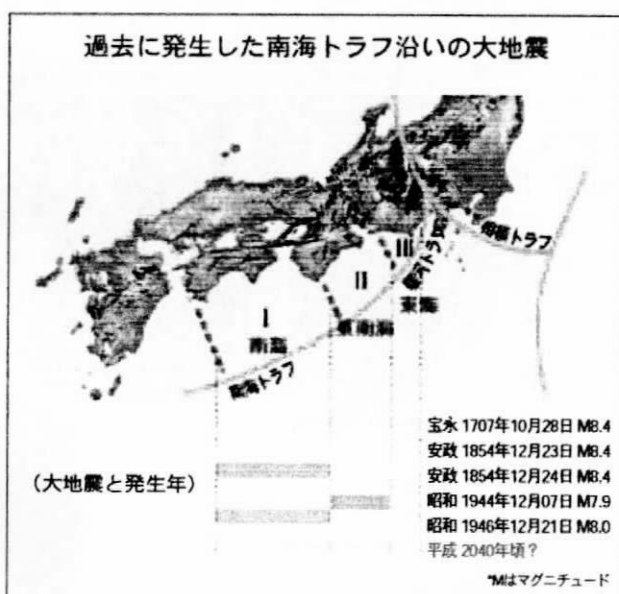 過去に発生した南海トラフ沿いの大地震
相模トラフ
駿河トラフ
III
東海
II
東南海
I
南海
南海トラフ
(大地震と発生年)
宝永 1707年10月28日 M8.4
安政 1854年12月23日 M8.4
安政 1854年12月24日 M8.4
昭和 1944年12月07日 M7.9
昭和 1946年12月21日 M8.0
平成 2040年頃?
*Mはマグニチュード